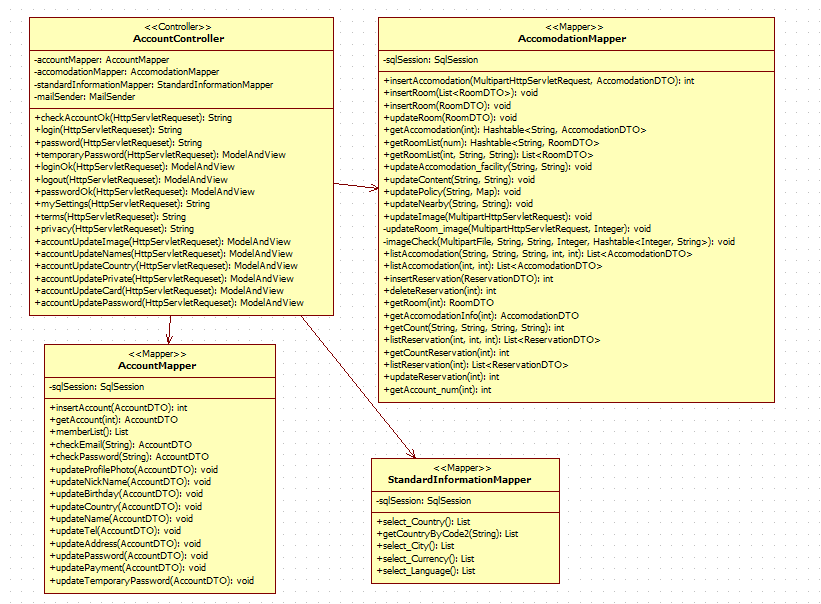 <<Controller>>
AccountController
-accountMapper: AccountMapper
-accomodationMapper: AccomodationMapper
-standardInformationMapper: StandardInformationMapper
-mailSender: MailSender
+checkAccountOk(HttpServletRequeset): String
+login(HttpServletRequeset): String
+password(HttpServletRequeset): String
+temporaryPassword(HttpServletRequeset): ModelAndView
+loginOk(HttpServletRequeset): ModelAndView
+logout(HttpServletRequeset): ModelAndView
+passwordOk(HttpServletRequeset): ModelAndView
+mySettings(HttpServletRequeset): String
+terms(HttpServletRequeset): String
+privacy(HttpServletRequeset): String
+accountUpdateImage(HttpServletRequeset): ModelAndView
+accountUpdateNames(HttpServletRequeset): ModelAndView
+accountUpdateCountry(HttpServletRequeset): ModelAndView
+accountUpdatePrivate(HttpServletRequeset): ModelAndView
+accountUpdateCard(HttpServletRequeset): ModelAndView
+accountUpdatePassword(HttpServletRequeset): ModelAndView
<<Mapper>>
AccomodationMapper
-sqlSession: SqlSession
+insertAccomodation(MultipartHttpServletRequest, AccomodationDTO): int
+insertRoom(List<RoomDTO>): void
+insertRoom(RoomDTO): void
+updateRoom(RoomDTO): void
+getAccomodation(int): Hashtable<String, AccomodationDTO>
+getRoomList(num): Hashtable<String, RoomDTO>
+getRoomList(int, String, String): List<RoomDTO>
+updateAccomodation_facility(String, String): void
+updateContent(String, String): void
+updatePolicy(String, Map): void
+updateNearby(String, String): void
+updateImage(MultipartHttpServletRequest): void
-updateRoom_image(MultipartHttpServletRequest, Integer): void
-imageCheck(MultipartFile, String, String, Integer, Hashtable<Integer, String>): void
+listAccomodation(String, String, String, int, int): List<AccomodationDTO>
+listAccomodation(int, int): List<AccomodationDTO>
+insertReservation(ReservationDTO): int
+deleteReservation(int): int
+getRoom(int): RoomDTO
+getAccomodationInfo(int): AccomodationDTO
+getCount(String, String, String, String): int
+listReservation(int, int, int): List<ReservationDTO>
+getCountReservation(int): int
+listReservation(int): List<ReservationDTO>
+updateReservation(int): int
+getAccount_num(int): int
<<Mapper>>
AccountMapper
-sqlSession: SqlSession
+insertAccount(AccountDTO): int
+getAccount(int): AccountDTO
+memberList(): List
+checkEmail(String): AccountDTO
+checkPassword(String): AccountDTO
+updateProfilePhoto(AccountDTO): void
+updateNickName(AccountDTO): void
+updateBirthday(AccountDTO): void
+updateCountry(AccountDTO): void
+updateName(AccountDTO): void
+updateTel(AccountDTO): void
+updateAddress(AccountDTO): void
+updatePassword(AccountDTO): void
+updatePayment(AccountDTO): void
+updateTemporaryPassword(AccountDTO): void
<<Mapper>>
StandardInformationMapper
-sqlSession: SqlSession
+select_Country(): List
+getCountryByCode2(String): List
+select_City(): List
+select_Currency(): List
+select_Language(): List